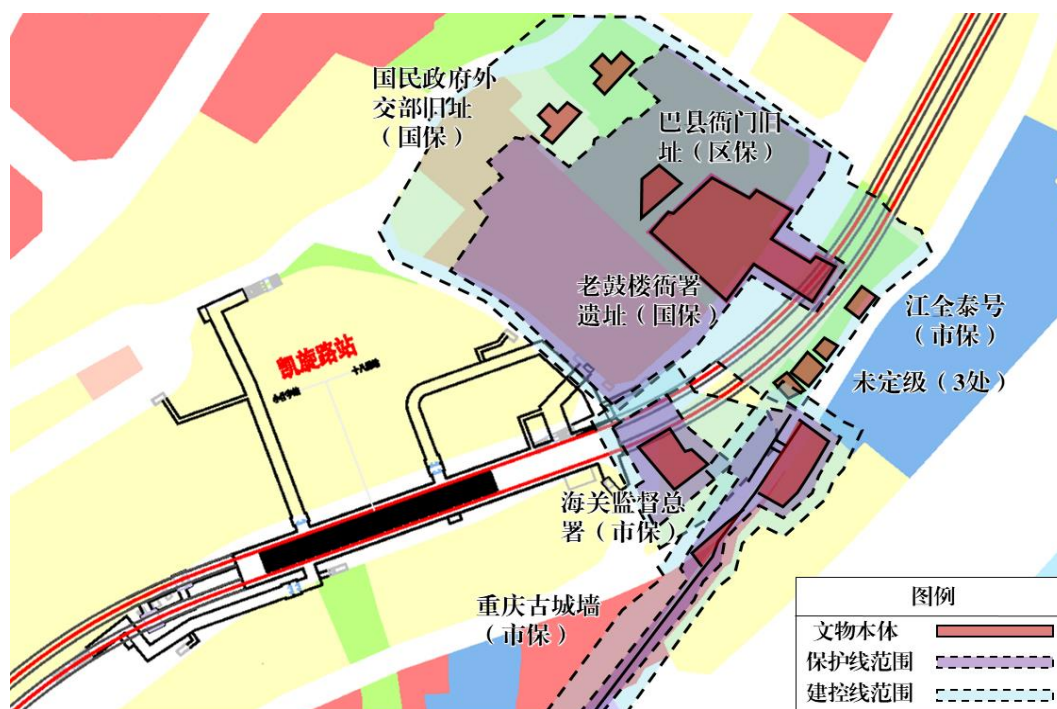 国民政府外
交部旧址
（国保）
巴县衙门旧
址（区保）
老鼓楼衙署
遗址（国保）
江全泰号
（市保）
未定级（3处）
凯旋路站
海关监督总
署（市保）
重庆古城墙
（市保）
图例
文物本体
保护线范围
建控线范围